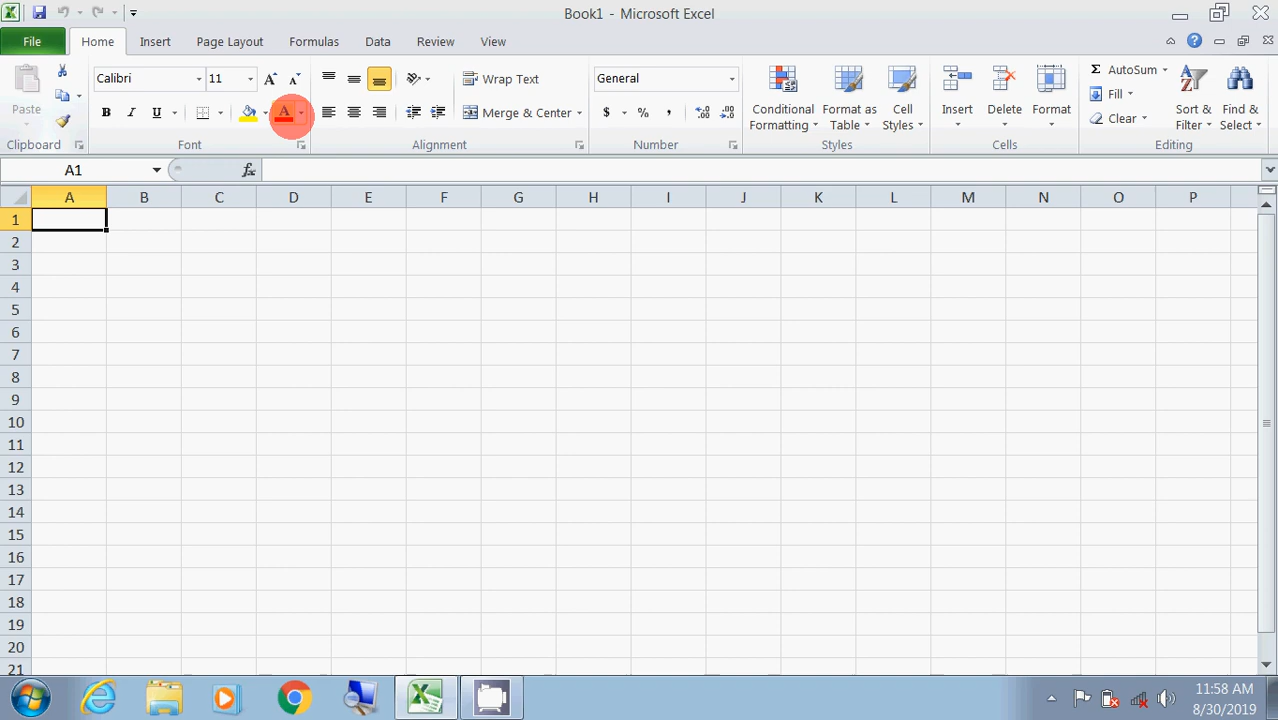 Book1 - Microsoft Excel
File Home Insert Page Layout Formulas Data Review View
Paste
Clipboard
Calibri 11
B I U A
Font
Wrap Text
Merge & Center
Alignment
General
$ % ,
Number
Conditional Formatting
Format as Table
Cell Styles
Styles
Insert Delete Format
Cells
Σ AutoSum
Fill
Clear
Sort & Filter
Find & Select
Editing
A1 fx
A B C D E F G H I J K L M N O P
1
2
3
4
5
6
7
8
9
10
11
12
13
14
15
16
17
18
19
20
21
11:58 AM
8/30/2019